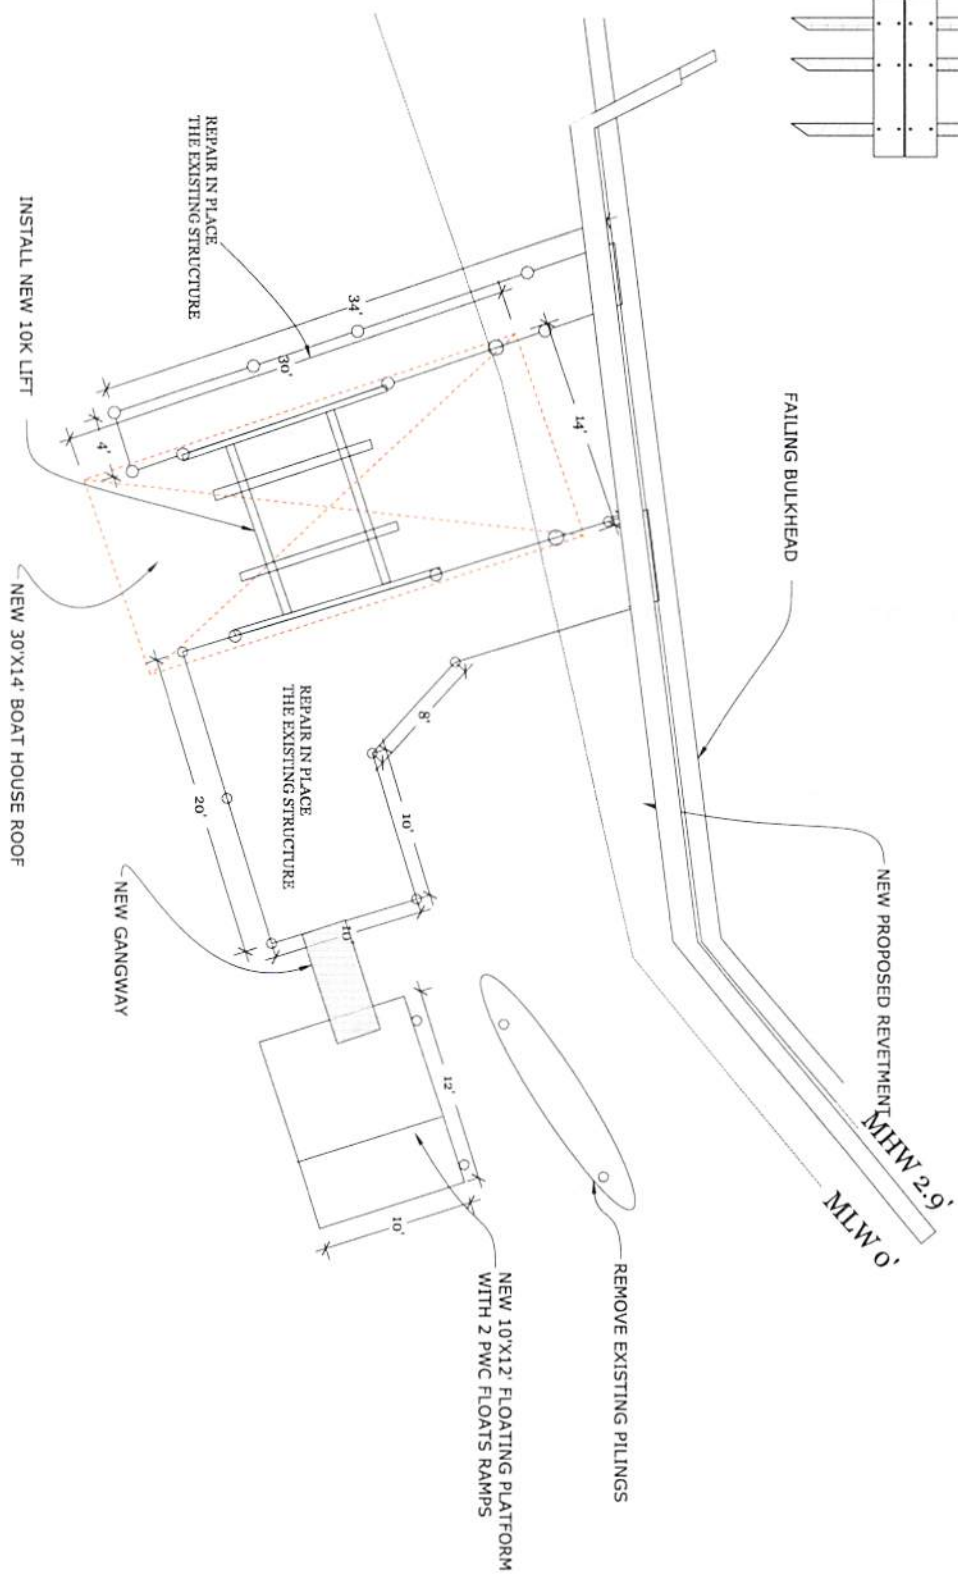 FAILING BULKHEAD
NEW PROPOSED REVETMENT
MHW 2.9'
MLW 0'
REPAIR IN PLACE
THE EXISTING STRUCTURE
34'
30'
14'
4'
INSTALL NEW 10K LIFT
NEW 30'X14' BOAT HOUSE ROOF
REPAIR IN PLACE
THE EXISTING STRUCTURE
8'
10'
20'
10'
NEW GANGWAY
12'
10'
REMOVE EXISTING PILINGS
NEW 10'X12' FLOATING PLATFORM
WITH 2 PWC FLOATS RAMPS